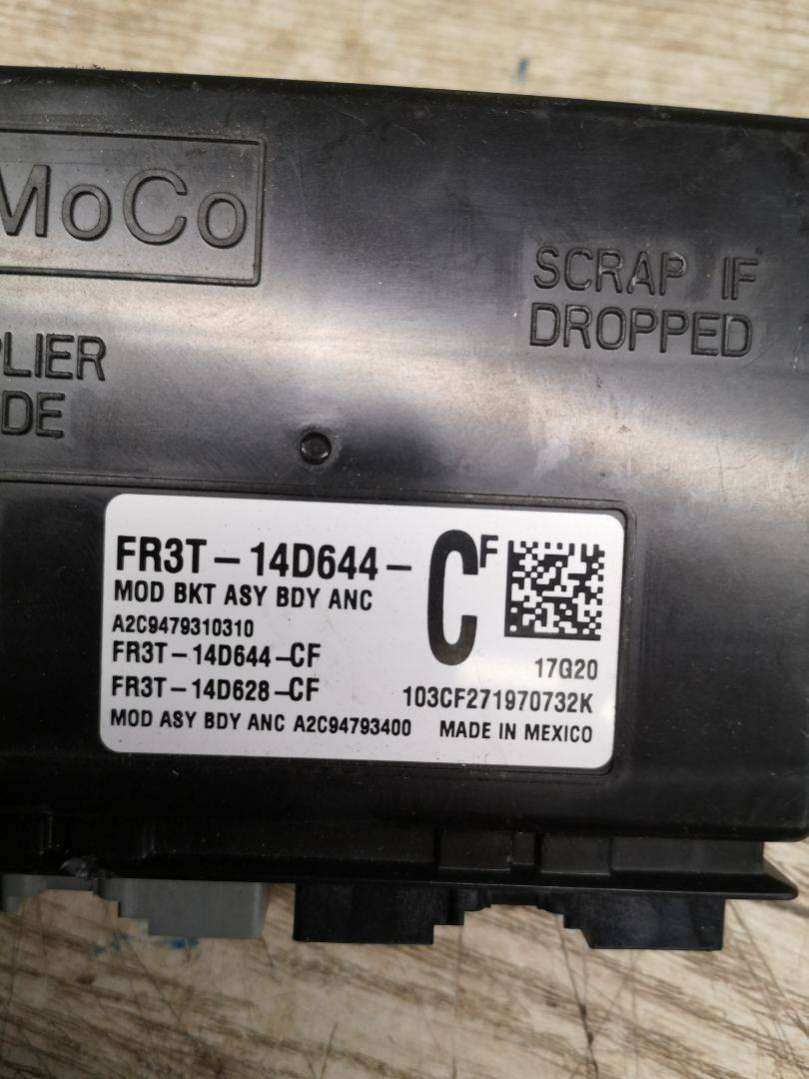 MoCo
SCRAP IF
DROPPED
PLIER
DE
FR3T-14D644-
CF
MOD BKT ASY BDY ANC
A2C9479310310
FR3T-14D644-CF
17G20
FR3T-14D628-CF
103CF271970732K
MOD ASY BDY ANC A2C94793400
MADE IN MEXICO